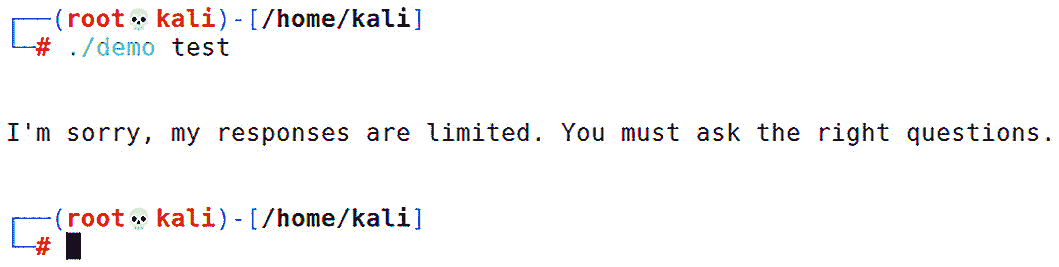 ┌──(root💀kali)-[/home/kali]
└─# ./demo test
I'm sorry, my responses are limited. You must ask the right questions.
┌──(root💀kali)-[/home/kali]
└─#